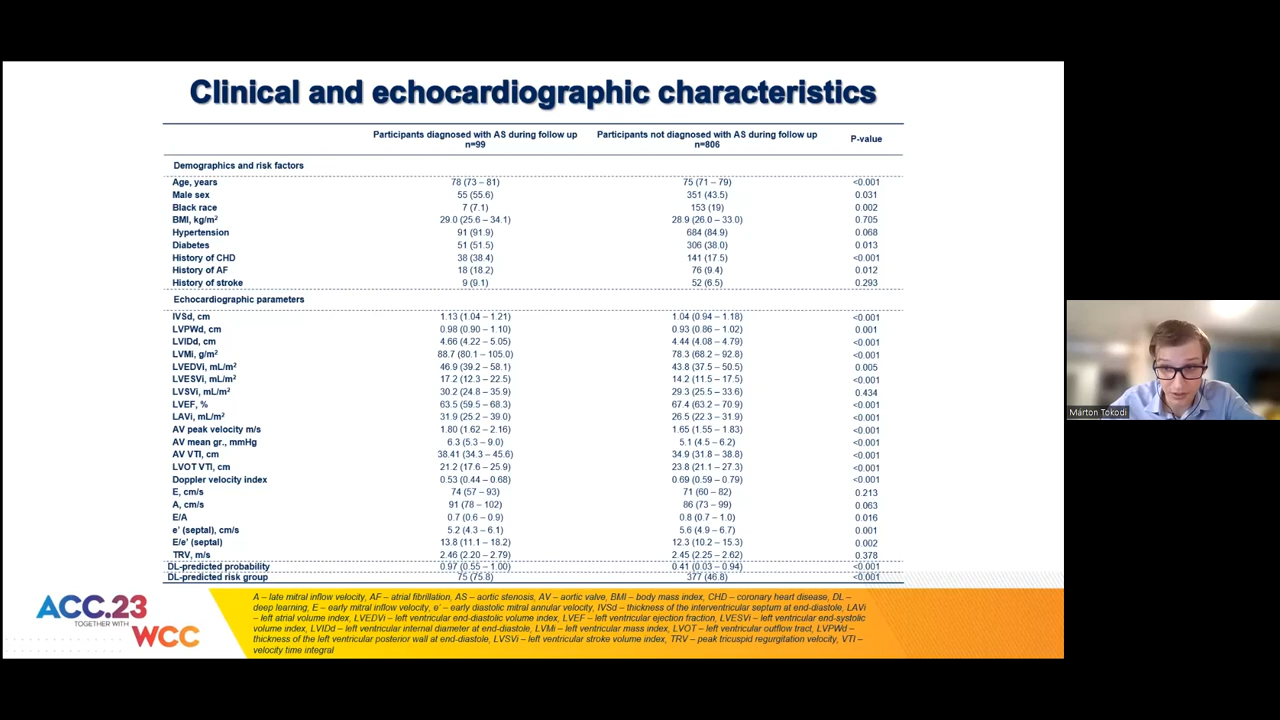 Clinical and echocardiographic characteristics
Participants diagnosed with AS during follow up n=99 Participants not diagnosed with AS during follow up n=806 P-value
Demographics and risk factors
Age, years 78 (73 – 81) 75 (71 – 79) <0.001
Male sex 55 (55.6) 351 (43.5) 0.031
Black race 7 (7.1) 153 (19) 0.002
BMI, kg/m² 29.0 (25.6 – 34.1) 28.9 (26.0 – 33.0) 0.705
Hypertension 91 (91.9) 684 (84.9) 0.068
Diabetes 51 (51.5) 306 (38.0) 0.013
History of CHD 38 (38.4) 141 (17.5) <0.001
History of AF 18 (18.2) 76 (9.4) 0.012
History of stroke 9 (9.1) 52 (6.5) 0.293
Echocardiographic parameters
IVSd, cm 1.13 (1.04 – 1.21) 1.04 (0.94 – 1.18) <0.001
LVPWd, cm 0.98 (0.90 – 1.10) 0.93 (0.86 – 1.02) 0.001
LVIDd, cm 4.66 (4.22 – 5.05) 4.44 (4.08 – 4.79) <0.001
LVMi, g/m² 88.7 (80.1 – 105.0) 78.3 (68.2 – 92.8) <0.001
LVEDVi, mL/m² 46.9 (39.2 – 58.1) 43.8 (37.5 – 50.5) 0.005
LVESVi, mL/m² 17.2 (12.3 – 22.5) 14.2 (11.5 – 17.5) <0.001
LVSVi, mL/m² 30.2 (24.8 – 35.9) 29.3 (25.5 – 33.6) 0.434
LVEF, % 63.5 (59.5 – 68.3) 67.4 (63.2 – 70.9) <0.001
LAVi, mL/m² 31.9 (25.2 – 39.0) 26.5 (22.3 – 31.9) <0.001
AV peak velocity m/s 1.80 (1.62 – 2.16) 1.65 (1.55 – 1.83) <0.001
AV mean gr., mmHg 6.3 (5.3 – 9.0) 5.1 (4.5 – 6.2) <0.001
AV VTI, cm 38.41 (34.3 – 45.6) 34.9 (31.8 – 38.8) <0.001
LVOT VTI, cm 21.2 (17.6 – 25.9) 23.8 (21.1 – 27.3) <0.001
Doppler velocity index 0.53 (0.44 – 0.68) 0.69 (0.59 – 0.79) <0.001
E, cm/s 74 (57 – 93) 71 (60 – 82) 0.213
A, cm/s 91 (78 – 102) 86 (73 – 99) 0.063
E/A 0.7 (0.6 – 0.9) 0.8 (0.7 – 1.0) 0.016
e' (septal), cm/s 5.2 (4.3 – 6.1) 5.6 (4.9 – 6.7) 0.001
E/e' (septal) 13.8 (11.1 – 18.2) 12.3 (10.2 – 15.3) 0.002
TRV, m/s 2.46 (2.20 – 2.79) 2.45 (2.25 – 2.62) 0.378
DL-predicted probability 0.97 (0.55 – 1.00) 0.41 (0.03 – 0.94) <0.001
DL-predicted risk group 75 (75.8) 377 (46.8) <0.001
A – late mitral inflow velocity, AF – atrial fibrillation, AS – aortic stenosis, AV – aortic valve, BMI – body mass index, CHD – coronary heart disease, DL –
deep learning, E – early mitral inflow velocity, e' – early diastolic mitral annular velocity, IVSd – thickness of the interventricular septum at end-diastole, LAVi
– left atrial volume index, LVEDVi – left ventricular end-diastolic volume index, LVEF – left ventricular ejection fraction, LVESVi – left ventricular end-systolic
volume index, LVIDd – left ventricular internal diameter at end-diastole, LVMi – left ventricular mass index, LVOT – left ventricular outflow tract, LVPWd –
thickness of the left ventricular posterior wall at end-diastole, LVSVi – left ventricular stroke volume index, TRV – peak tricuspid regurgitation velocity, VTI –
velocity time integral
ACC.23
TOGETHER WITH
WCC
Márton Tokodi